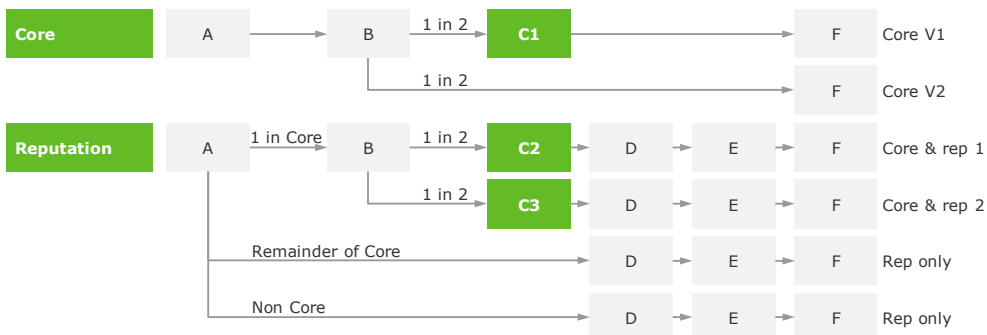 Core A B 1 in 2 C1 F Core V1
1 in 2 F Core V2
Reputation A 1 in Core B 1 in 2 C2 D E F Core & rep 1
1 in 2 C3 D E F Core & rep 2
Remainder of Core D E F Rep only
Non Core D E F Rep only